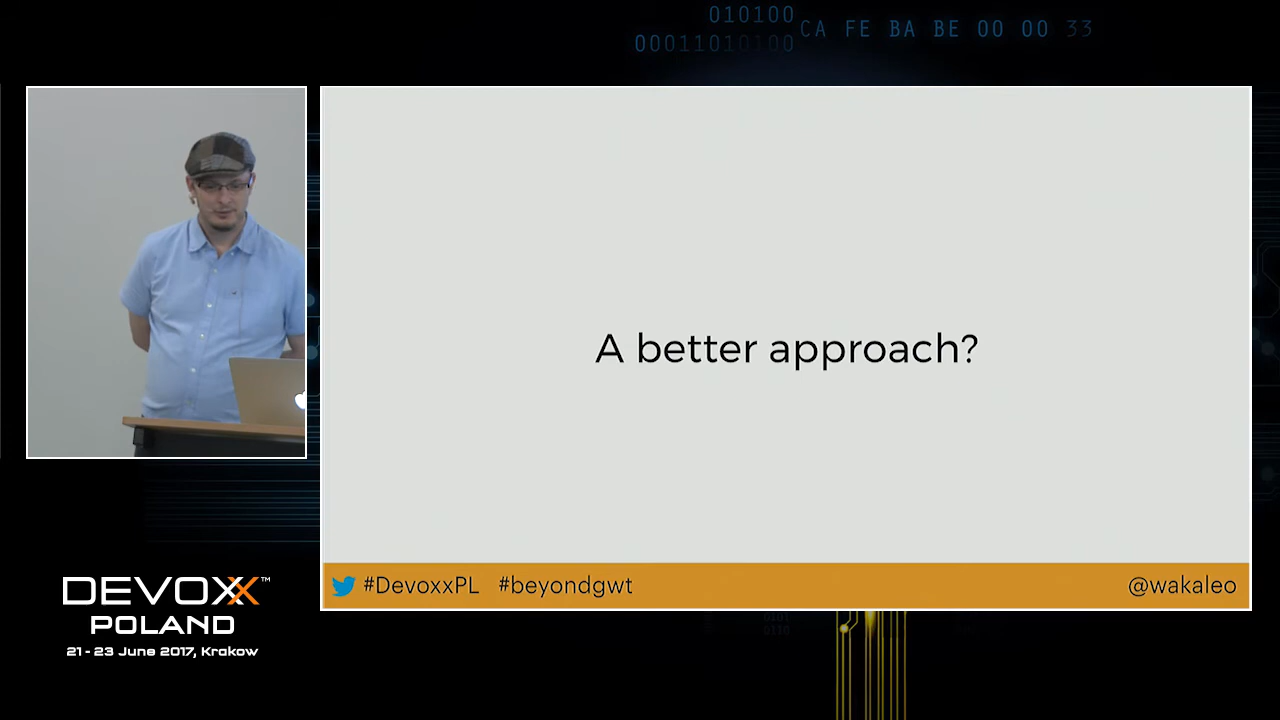 010100
00011010100
CA FE BA BE 00 00 33
A better approach?
#DevoxxPL #beyondgwt
@wakaleo
DEVOXX™
POLAND
21 - 23 June 2017, Krakow